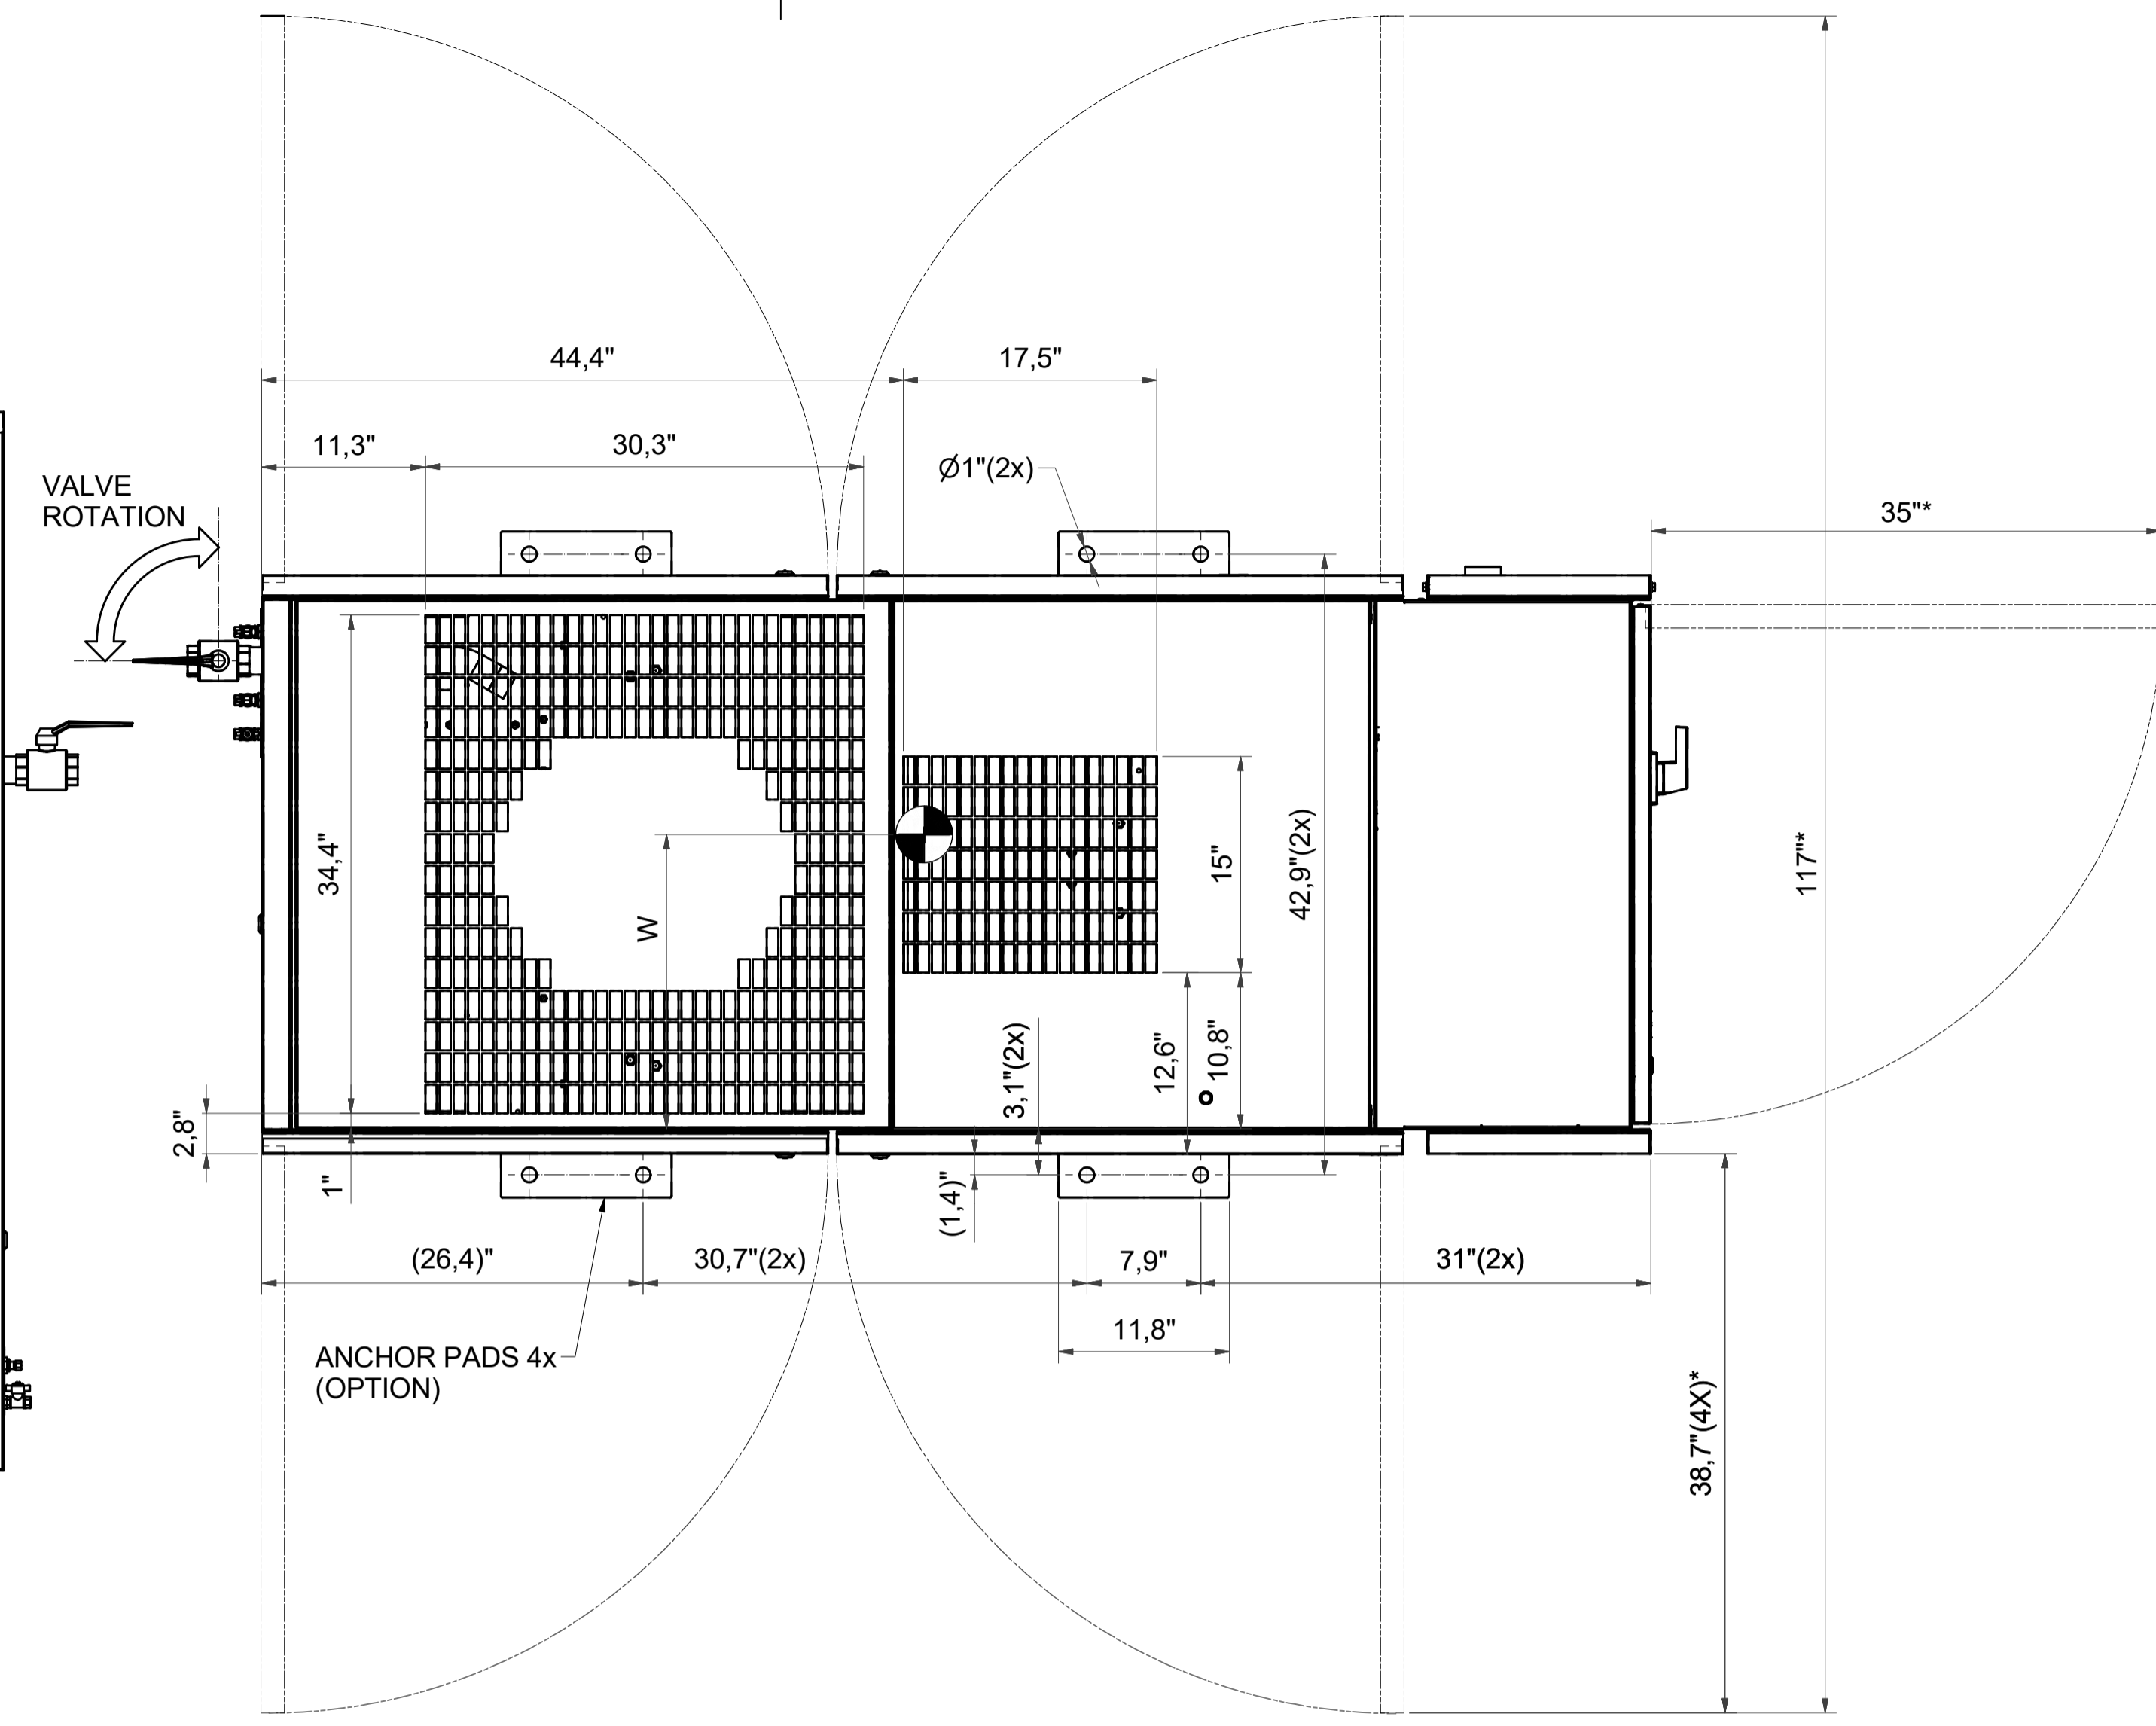 44,4"
17,5"
11,3"
30,3"
Ø1"(2x)
VALVE
ROTATION
35"*
34,4"
W
15"
42,9"(2x)
117"*
2,8"
1"
3,1"(2x)
12,6"
10,8"
(1,4)"
(26,4)"
30,7"(2x)
7,9"
31"(2x)
11,8"
ANCHOR PADS 4x
(OPTION)
38,7"(4X)*